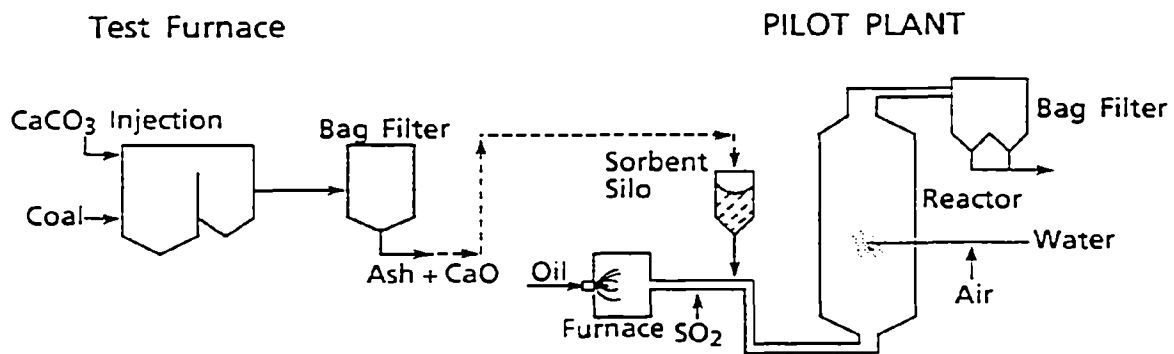 Test Furnace
PILOT PLANT
CaCO3 Injection
Bag Filter
Bag Filter
Sorbent
Silo
Reactor
Coal
Water
Ash + CaO
Oil
Air
Furnace
SO2